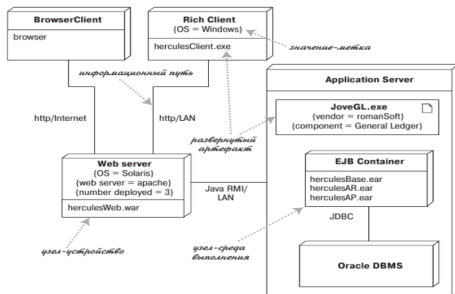 BrowserClient
browser
Rich Client
{OS = Windows}
herculesClient.exe
значение-метка
информационный путь
http/Internet
http/LAN
развернутый
артефакт
Application Server
JoveGL.exe
{vendor = romanSoft}
{component = General Ledger}
Web server
{OS = Solaris}
{web server = apache}
{number deployed = 3}
herculesWeb.war
Java RMI/
LAN
EJB Container
herculesBase.ear
herculesAR.ear
herculesAP.ear
JDBC
узел-устройство
узел-среда
выполнения
Oracle DBMS